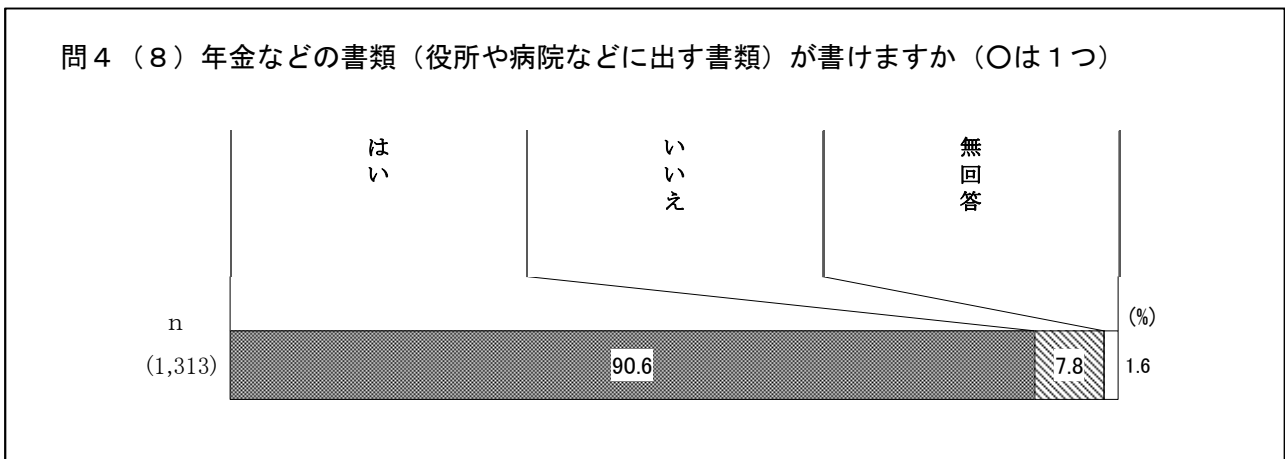 問４（８）年金などの書類（役所や病院などに出す書類）が書けますか（〇は１つ）
はい
いいえ
無回答
(%)
n
(1,313)
90.6
7.8
1.6